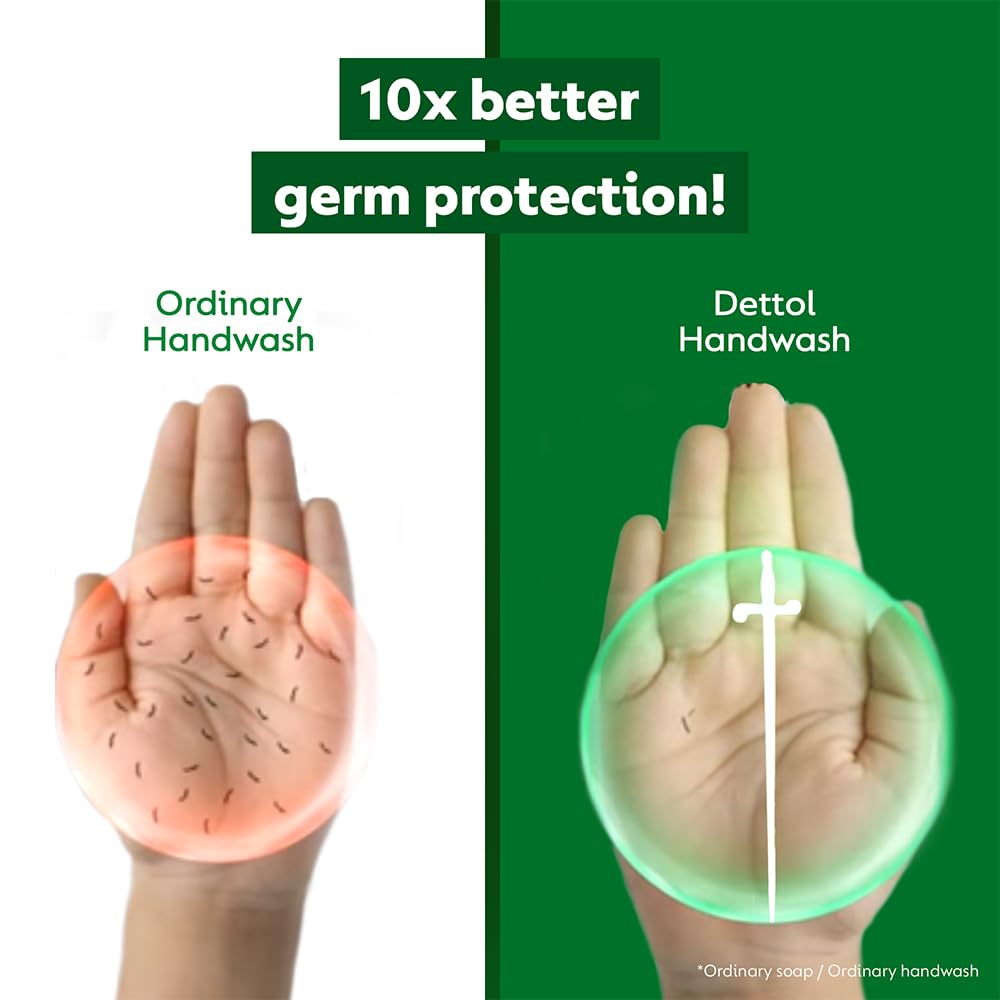 10x better
germ protection!
Ordinary
Handwash
Dettol
Handwash
*Ordinary soap / Ordinary handwash